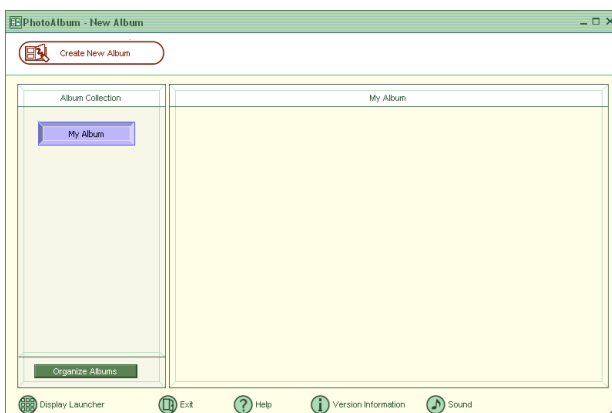 PhotoAlbum - New Album
Create New Album
Album Collection
My Album
My Album
Organize Albums
Display Launcher
Exit
Help
Version Information
Sound